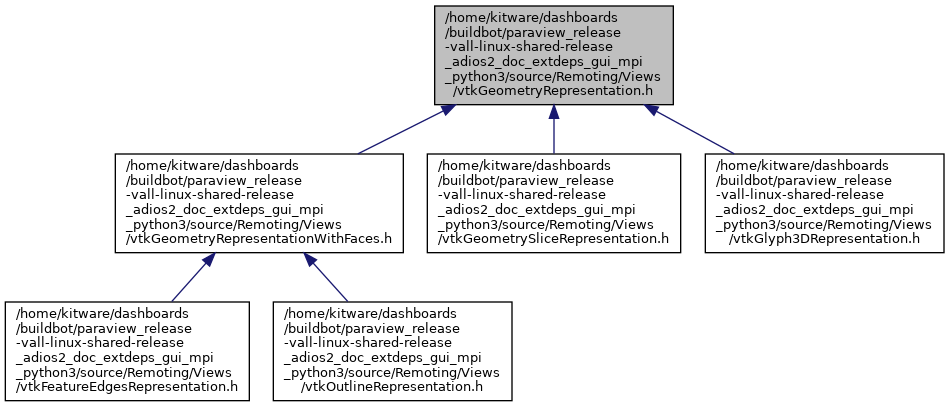 /home/kitware/dashboards
/buildbot/paraview_release
-vall-linux-shared-release
_adios2_doc_extdeps_gui_mpi
_python3/source/Remoting/Views
/vtkGeometryRepresentation.h
/home/kitware/dashboards
/buildbot/paraview_release
-vall-linux-shared-release
_adios2_doc_extdeps_gui_mpi
_python3/source/Remoting/Views
/vtkGeometryRepresentationWithFaces.h
/home/kitware/dashboards
/buildbot/paraview_release
-vall-linux-shared-release
_adios2_doc_extdeps_gui_mpi
_python3/source/Remoting/Views
/vtkGeometrySliceRepresentation.h
/home/kitware/dashboards
/buildbot/paraview_release
-vall-linux-shared-release
_adios2_doc_extdeps_gui_mpi
_python3/source/Remoting/Views
/vtkGlyph3DRepresentation.h
/home/kitware/dashboards
/buildbot/paraview_release
-vall-linux-shared-release
_adios2_doc_extdeps_gui_mpi
_python3/source/Remoting/Views
/vtkFeatureEdgesRepresentation.h
/home/kitware/dashboards
/buildbot/paraview_release
-vall-linux-shared-release
_adios2_doc_extdeps_gui_mpi
_python3/source/Remoting/Views
/vtkOutlineRepresentation.h